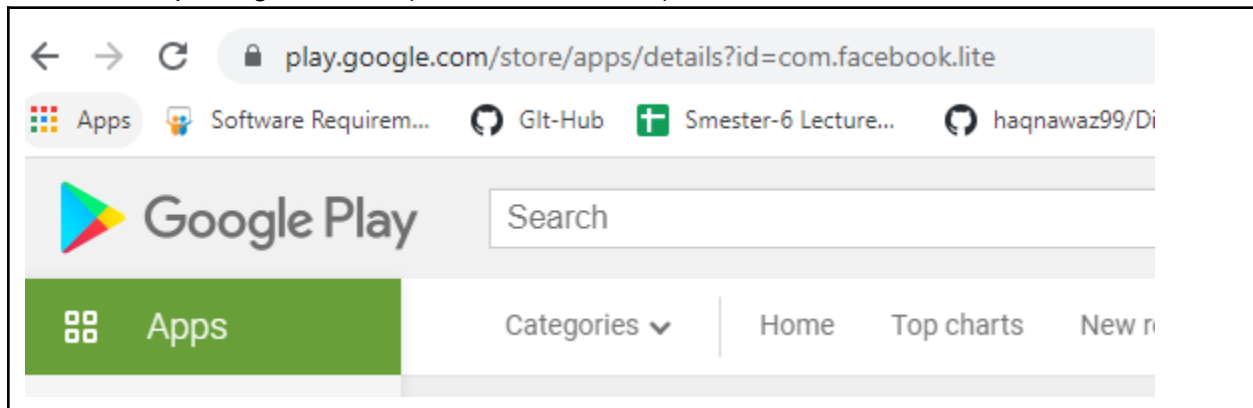 play.google.com/store/apps/details?id=com.facebook.lite
Apps Software Requirem... GIt-Hub Smester-6 Lecture... haqnawaz99/Di
Google Play Search
Apps Categories Home Top charts New r